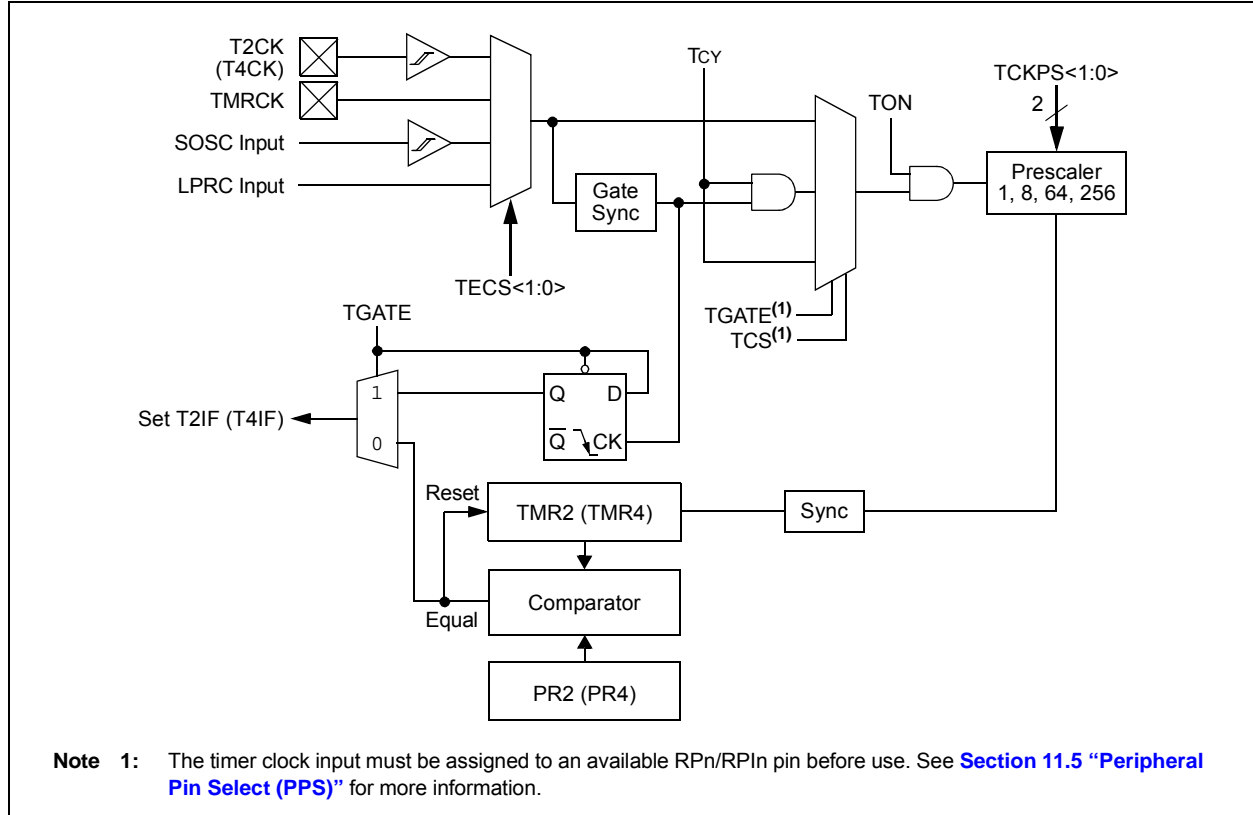 T2CK
(T4CK)
TMRCK
SOSC Input
LPRC Input
TECS<1:0>
Gate
Sync
TCY
TGATE(1)
TCS(1)
TON
TCKPS<1:0>
2
Prescaler
1, 8, 64, 256
TGATE
1
0
Set T2IF (T4IF)
Q D
Q̅ CK
Reset
TMR2 (TMR4)
Sync
Equal
Comparator
PR2 (PR4)
Note 1: The timer clock input must be assigned to an available RPn/RPIn pin before use. See Section 11.5 “Peripheral
Pin Select (PPS)” for more information.